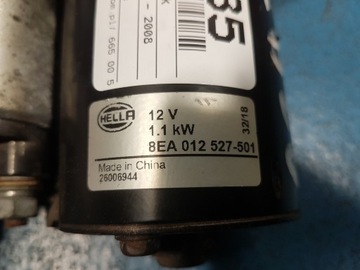 - 2008
35
HELLA
12 V
1.1 kW
8EA 012 527-501
32/18
Made in China
26006944